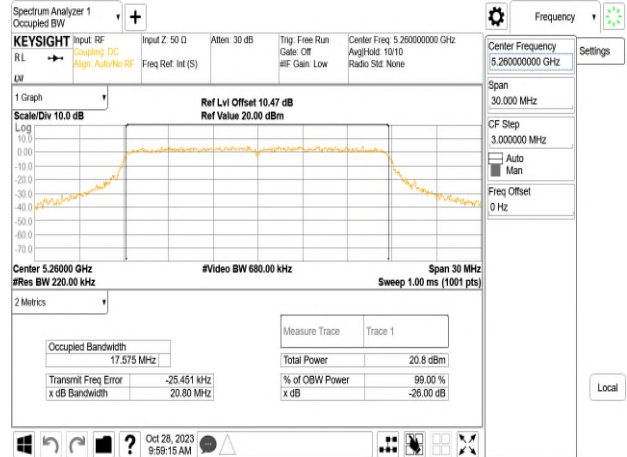 Spectrum Analyzer 1
Occupied BW
Frequency
KEYSIGHT
RL
Input: RF
Coupling: DC
Align: Auto/No RF
Input Z: 50 Ω
Freq Ref: Int (S)
Atten: 30 dB
Trig: Free Run
Gate: Off
#IF Gain: Low
Center Freq: 5.260000000 GHz
Avg|Hold: 10/10
Radio Std: None
Center Frequency
5.260000000 GHz
Settings
Span
30.000 MHz
CF Step
3.000000 MHz
Auto
Man
Freq Offset
0 Hz
Local
1 Graph
Scale/Div 10.0 dB
Ref Lvl Offset 10.47 dB
Ref Value 20.00 dBm
Log
10.0
0.00
-10.0
-20.0
-30.0
-40.0
-50.0
-60.0
-70.0
Center 5.26000 GHz
#Res BW 220.00 kHz
#Video BW 680.00 kHz
Span 30 MHz
Sweep 1.00 ms (1001 pts)
2 Metrics
Measure Trace Trace 1
Occupied Bandwidth
17.575 MHz
Total Power 20.8 dBm
Transmit Freq Error -25.451 kHz
% of OBW Power 99.00 %
x dB Bandwidth 20.80 MHz
x dB -26.00 dB
?
Oct 28, 2023
9:59:15 AM